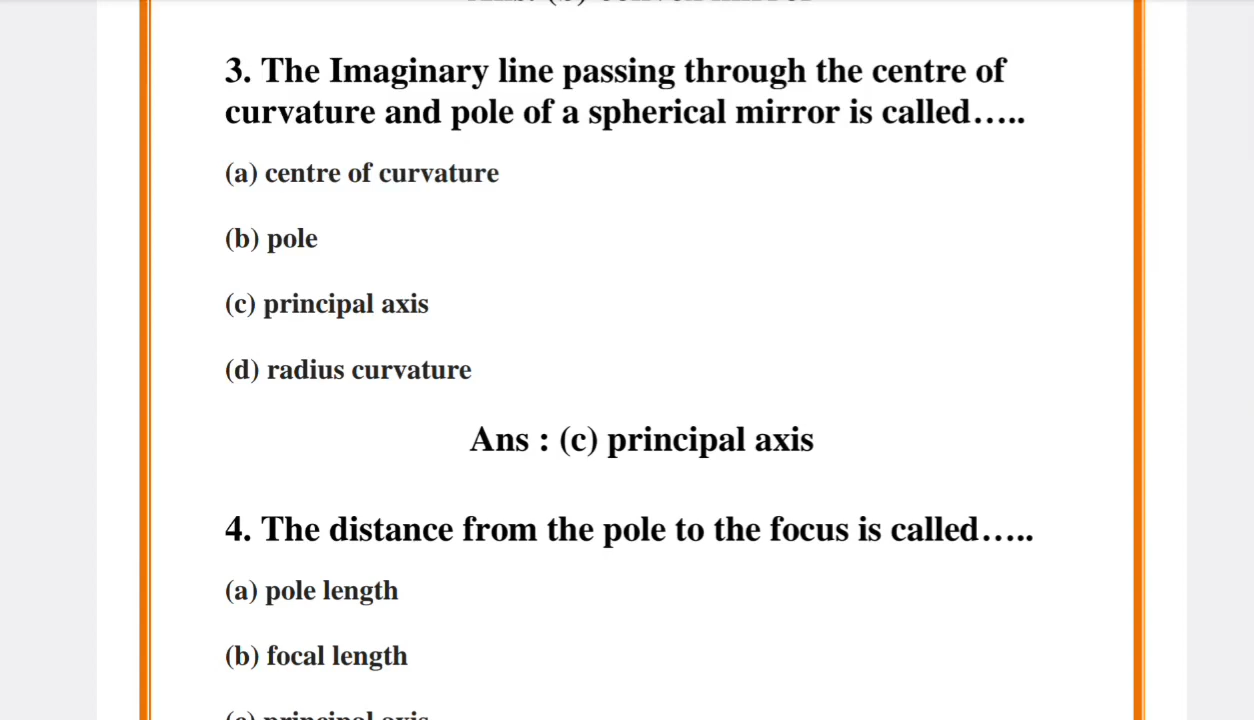 3. The Imaginary line passing through the centre of
curvature and pole of a spherical mirror is called…..
(a) centre of curvature
(b) pole
(c) principal axis
(d) radius curvature
Ans : (c) principal axis
4. The distance from the pole to the focus is called…..
(a) pole length
(b) focal length
(c) principal axis